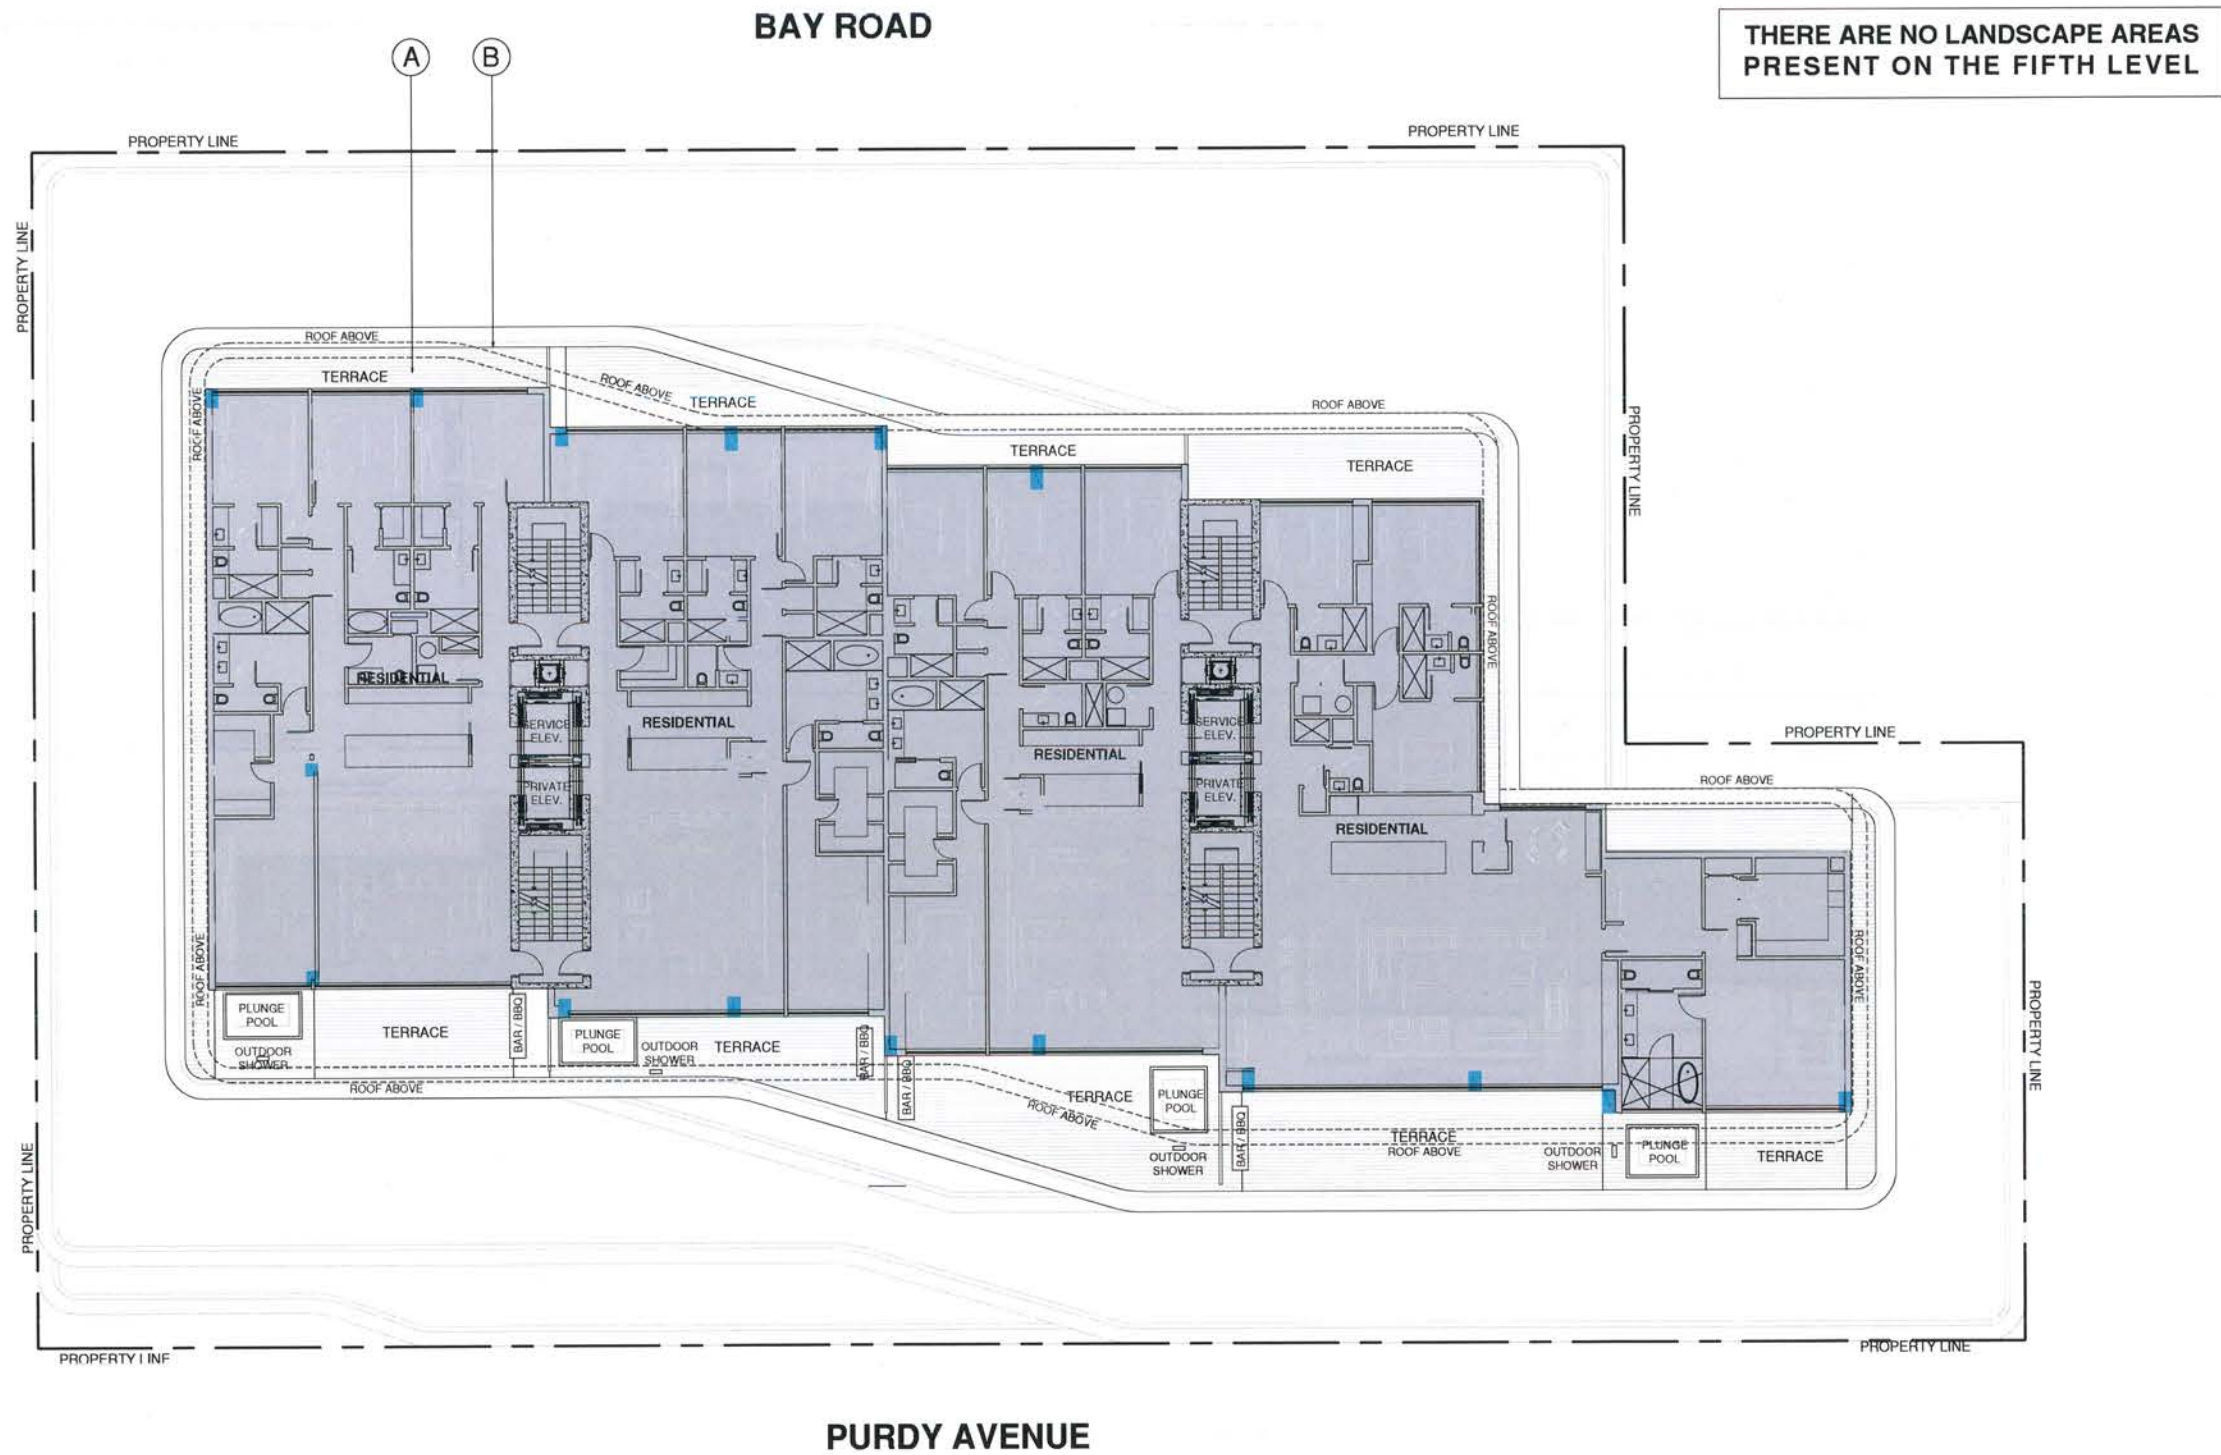 BAY ROAD
THERE ARE NO LANDSCAPE AREAS
PRESENT ON THE FIFTH LEVEL
A
B
PROPERTY LINE
PROPERTY LINE
PROPERTY LINE
ROOF ABOVE
TERRACE
ROOF ABOVE
ROOF ABOVE
TERRACE
ROOF ABOVE
TERRACE
TERRACE
PROPERTY LINE
ROOF ABOVE
RESIDENTIAL
SERVICE
ELEV.
RESIDENTIAL
RESIDENTIAL
SERVICE
ELEV.
PROPERTY LINE
PRIVATE
ELEV.
PRIVATE
ELEV.
ROOF ABOVE
RESIDENTIAL
ROOF ABOVE
ROOF ABOVE
PLUNGE
POOL
TERRACE
BAR / BBQ
PLUNGE
POOL
OUTDOOR
SHOWER
OUTDOOR
SHOWER
TERRACE
BAR / BBQ
BAR / BBQ
ROOF ABOVE
TERRACE
ROOF ABOVE
PLUNGE
POOL
OUTDOOR
SHOWER
BAR / BBQ
TERRACE
ROOF ABOVE
OUTDOOR
SHOWER
PLUNGE
POOL
TERRACE
PROPERTY LINE
PROPERTY LINE
PROPERTY LINE
PROPERTY LINE
PURDY AVENUE